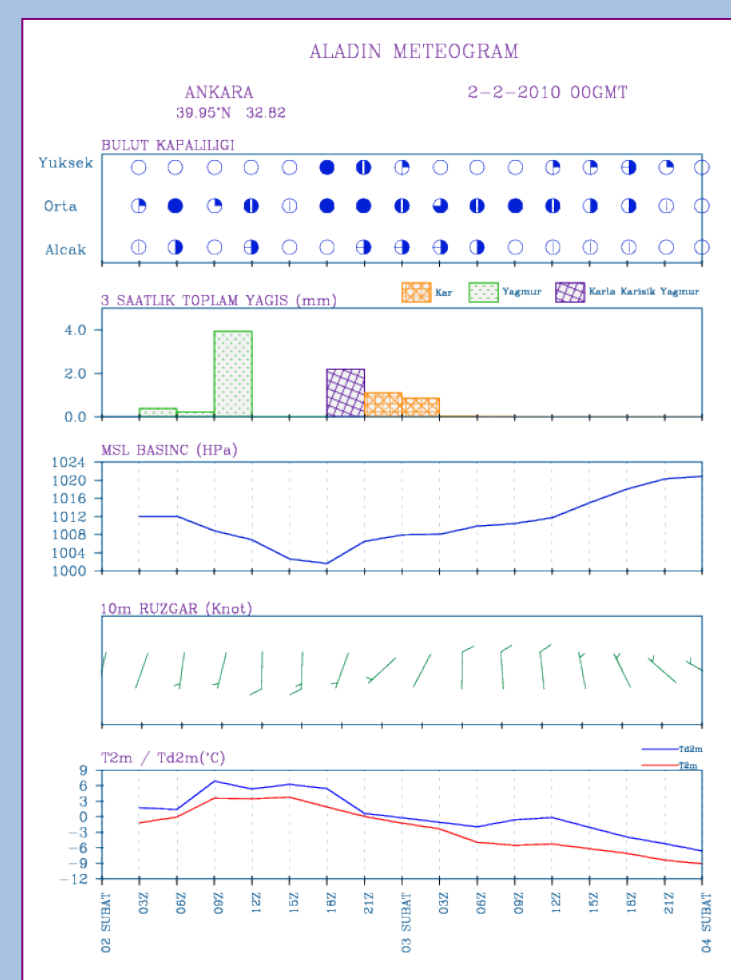 ALADIN METEOGRAM
ANKARA 2-2-2010 00GMT
39.95°N 32.82
BULUT KAPALILIGI
Yuksek
Orta
Alcak
3 SAATLIK TOPLAM YAGIS (mm) Kar Yagmur Karla Karisik Yagmur
4.0
2.0
0.0
MSL BASINC (HPa)
1024
1020
1016
1012
1008
1004
1000
10m RUZGAR (Knot)
T2m / Td2m(°C) Td2m
T2m
9
6
3
0
-3
-6
-9
-12
02 SUBAT 03Z 06Z 09Z 12Z 15Z 18Z 21Z 03 SUBAT 03Z 06Z 09Z 12Z 15Z 18Z 21Z 04 SUBAT